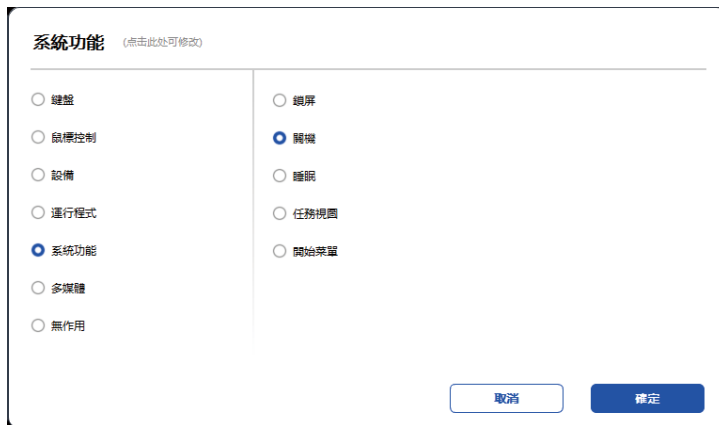 系統功能 (点击此处可修改)
鍵盤
鼠標控制
設備
運行程式
系統功能
多媒體
無作用
鎖屏
關機
睡眠
任務視圖
開始菜單
取消
確定